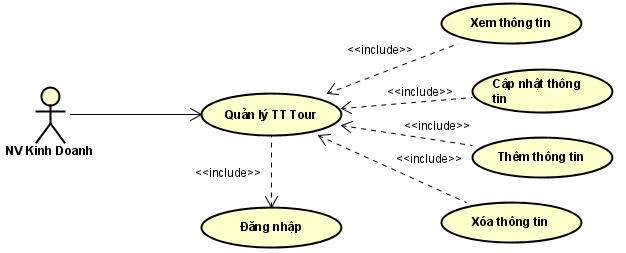 Xem thông tin
<<include>>
Cập nhật thông
tin
<<include>>
Quản lý TT Tour
<<include>>
NV Kinh Doanh
Thêm thông tin
<<include>>
<<include>>
Đăng nhập
Xóa thông tin